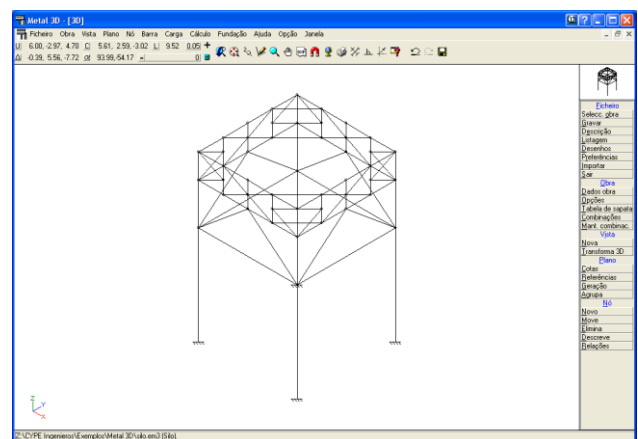 Metal 3D - [3D]
Ficheiro Obra Vista Plano Nó Barra Carga Cálculo Fundação Ajuda Opção Janela
U 6.00, -2.97, 4.70 C 5.61, 2.59, -3.02 L 9.52 0.05
Δ -0.39, 5.56, -7.72 α 93.99, -54.17 0
Ficheiro
Selecc. obra
Gravar
Descrição
Listagem
Desenhos
Preferências
Importar
Sair
Obra
Dados obra
Opções
Tabela de sapata
Combinações
Mant. combinac.
Vista
Nova
Transforma 3D
Plano
Cotas
Referências
Geração
Agrupa
Nó
Novo
Move
Elimina
Descreve
Relações
Z
Y
X
Z:\CYPE Ingenieros\Exemplos\Metal 3D\silo.em3 (Silo).